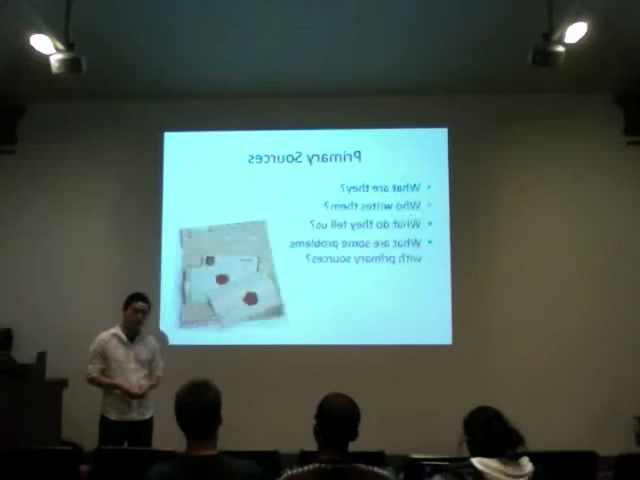 Primary Sources
• What are they?
• Who writes them?
• What do they tell us?
• What are some problems
with primary sources?